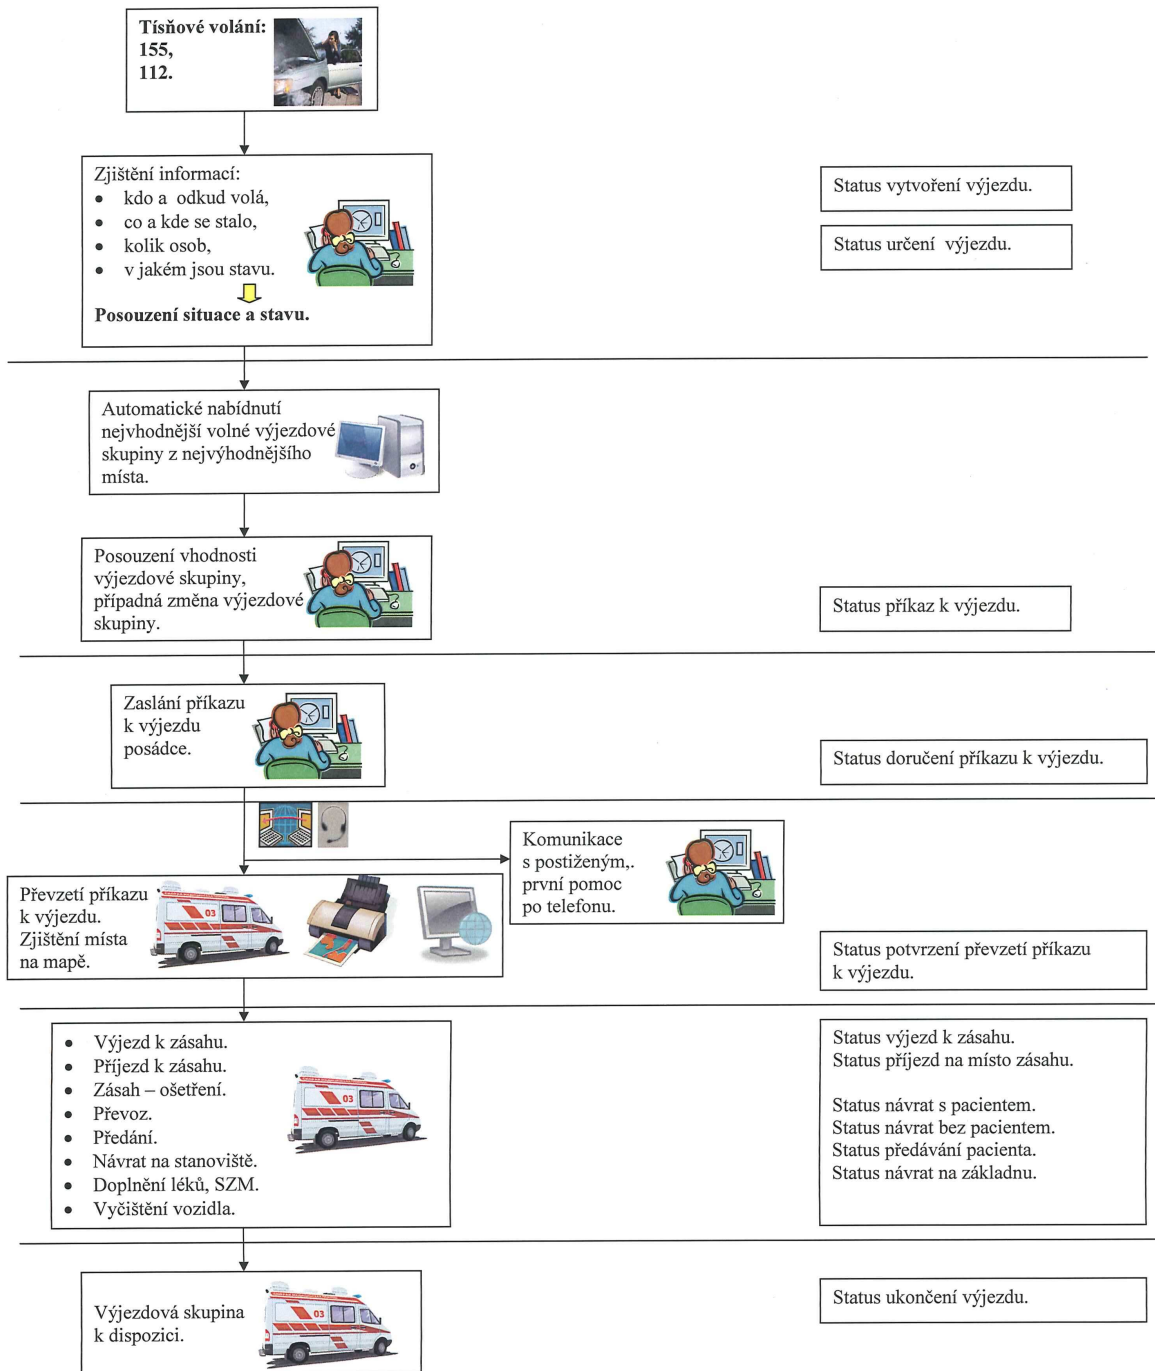 Tísňové volání:
155,
112.
Zjištění informací:
• kdo a odkud volá,
• co a kde se stalo,
• kolik osob,
• v jakém jsou stavu.
Posouzení situace a stavu.
Status vytvoření výjezdu.
Status určení výjezdu.
Automatické nabídnutí
nejvhodnější volné výjezdové
skupiny z nejvýhodnějšího
místa.
Posouzení vhodnosti
výjezdové skupiny,
případná změna výjezdové
skupiny.
Status příkaz k výjezdu.
Zaslání příkazu
k výjezdu
posádce.
Status doručení příkazu k výjezdu.
Komunikace
s postiženým,.
první pomoc
po telefonu.
Převzetí příkazu
k výjezdu.
Zjištění místa
na mapě.
03
Status potvrzení převzetí příkazu
k výjezdu.
• Výjezd k zásahu.
• Příjezd k zásahu.
• Zásah – ošetření.
• Převoz.
• Předání.
• Návrat na stanoviště.
• Doplnění léků, SZM.
• Vyčištění vozidla.
03
Status výjezd k zásahu.
Status příjezd na místo zásahu.
Status návrat s pacientem.
Status návrat bez pacientem.
Status předávání pacienta.
Status návrat na základnu.
Výjezdová skupina
k dispozici.
03
Status ukončení výjezdu.